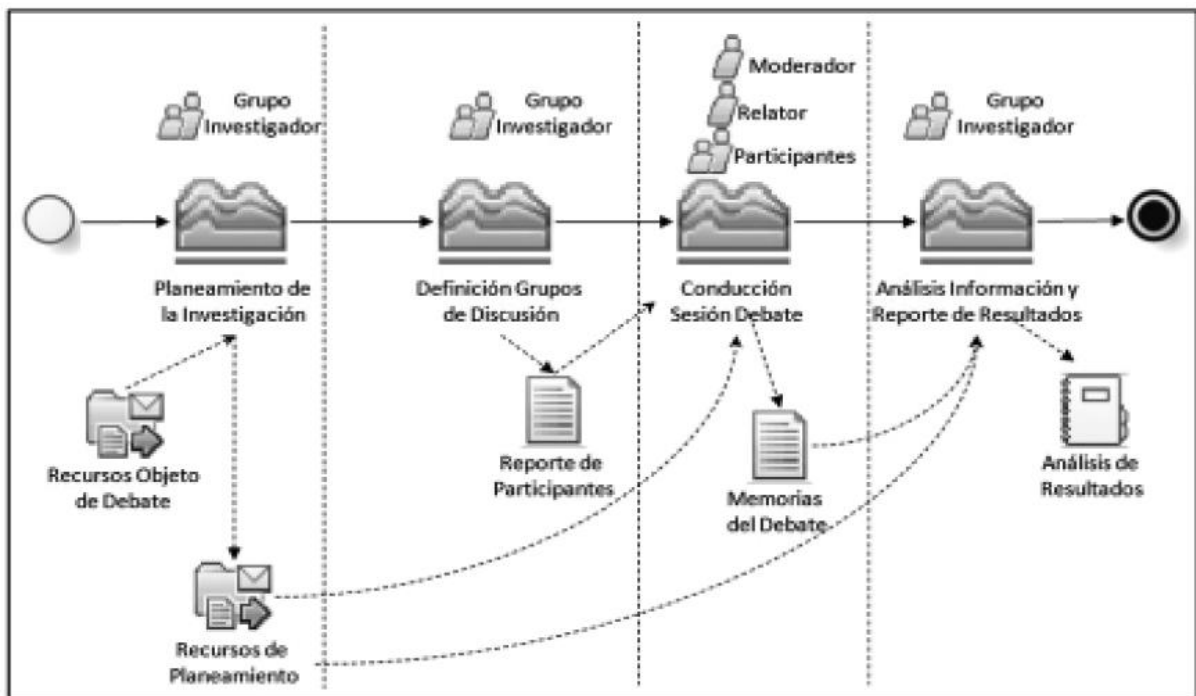 Grupo
Investigador
Grupo
Investigador
Moderador
Relator
Participantes
Grupo
Investigador
Planeamiento de
la Investigación
Definición Grupos
de Discusión
Conducción
Sesión Debate
Análisis Información y
Reporte de Resultados
Recursos Objeto
de Debate
Reporte de
Participantes
Memorias
del Debate
Análisis de
Resultados
Recursos de
Planeamiento